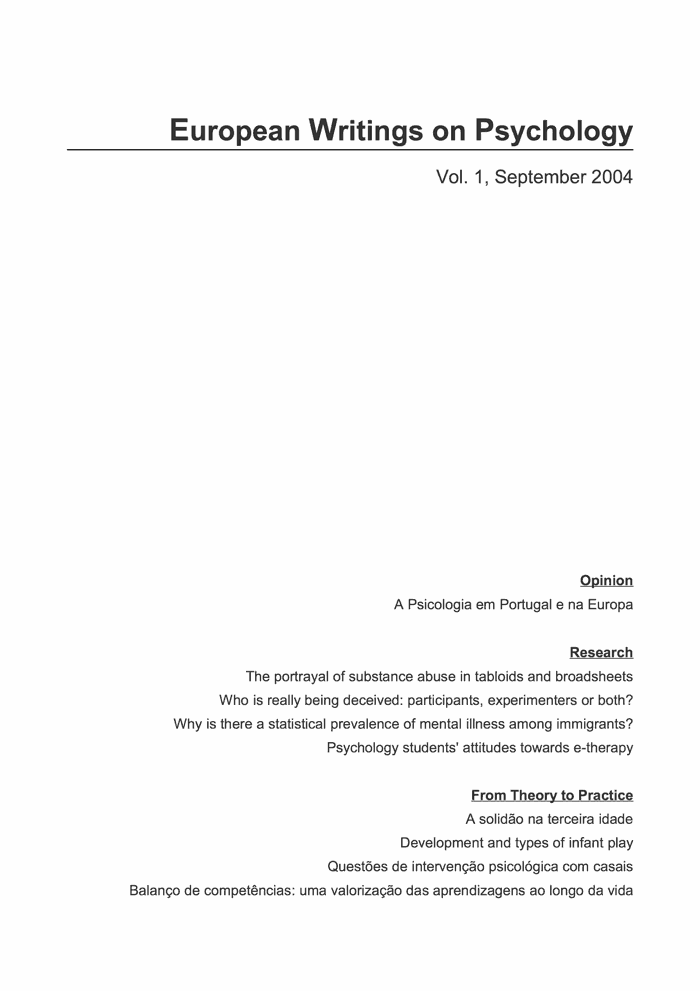 European Writings on Psychology
Vol. 1, September 2004
Opinion
A Psicologia em Portugal e na Europa
Research
The portrayal of substance abuse in tabloids and broadsheets
Who is really being deceived: participants, experimenters or both?
Why is there a statistical prevalence of mental illness among immigrants?
Psychology students' attitudes towards e-therapy
From Theory to Practice
A solidão na terceira idade
Development and types of infant play
Questões de intervenção psicológica com casais
Balanço de competências: uma valorização das aprendizagens ao longo da vida